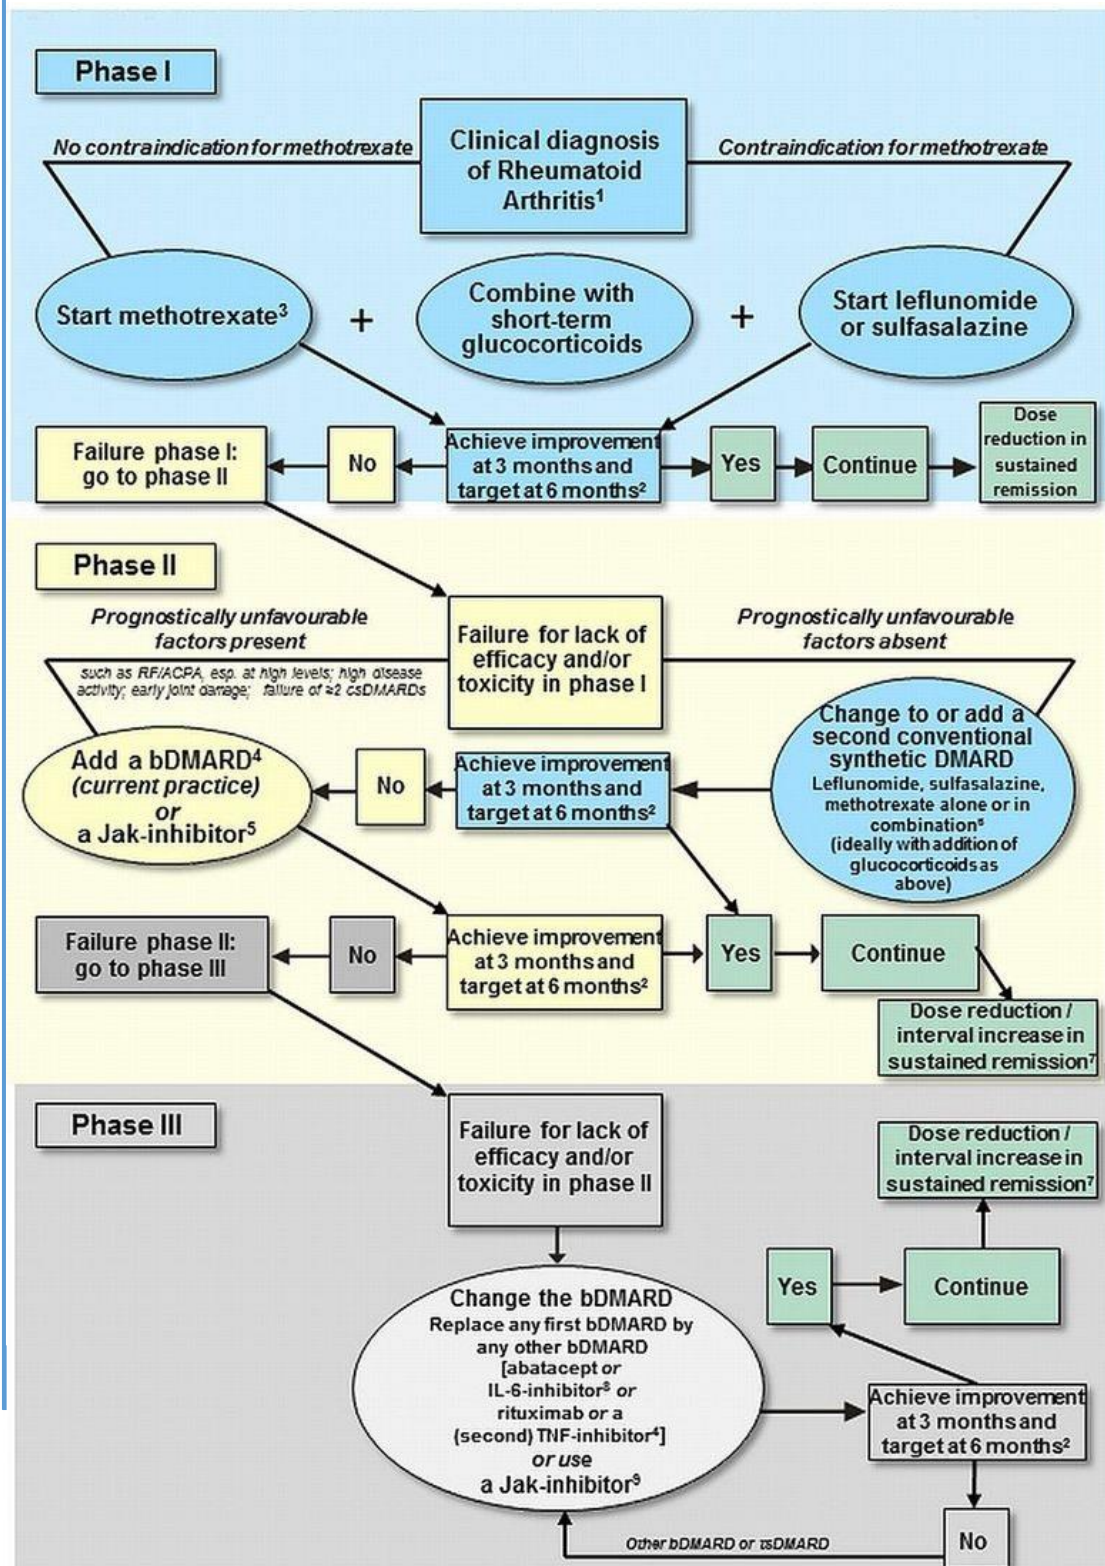 Phase I
Clinical diagnosis
of Rheumatoid
Arthritis¹
No contraindication for methotrexate
Contraindication for methotrexate
Start methotrexate³
+
Combine with
short-term
glucocorticoids
+
Start leflunomide
or sulfasalazine
Failure phase I:
go to phase II
No
Achieve improvement
at 3 months and
target at 6 months²
Yes
Continue
Dose
reduction in
sustained
remission
Phase II
Prognostically unfavourable
factors present
such as RF/ACPA, esp. at high levels; high disease
activity; early joint damage; failure of ≥2 csDMARDs
Failure for lack of
efficacy and/or
toxicity in phase I
Prognostically unfavourable
factors absent
Add a bDMARD⁴
(current practice)
or
a Jak-inhibitor⁵
No
Achieve improvement
at 3 months and
target at 6 months²
Change to or add a
second conventional
synthetic DMARD
Leflunomide, sulfasalazine,
methotrexate alone or in
combination⁶
(ideally with addition of
glucocorticoids as
above)
Failure phase II:
go to phase III
No
Achieve improvement
at 3 months and
target at 6 months²
Yes
Continue
Dose reduction /
interval increase in
sustained remission⁷
Phase III
Failure for lack of
efficacy and/or
toxicity in phase II
Dose reduction /
interval increase in
sustained remission⁷
Yes
Continue
Change the bDMARD
Replace any first bDMARD by
any other bDMARD
[abatacept or
IL-6-inhibitor⁸ or
rituximab or a
(second) TNF-inhibitor⁴]
or use
a Jak-inhibitor⁹
Achieve improvement
at 3 months and
target at 6 months²
No
Other bDMARD or tsDMARD